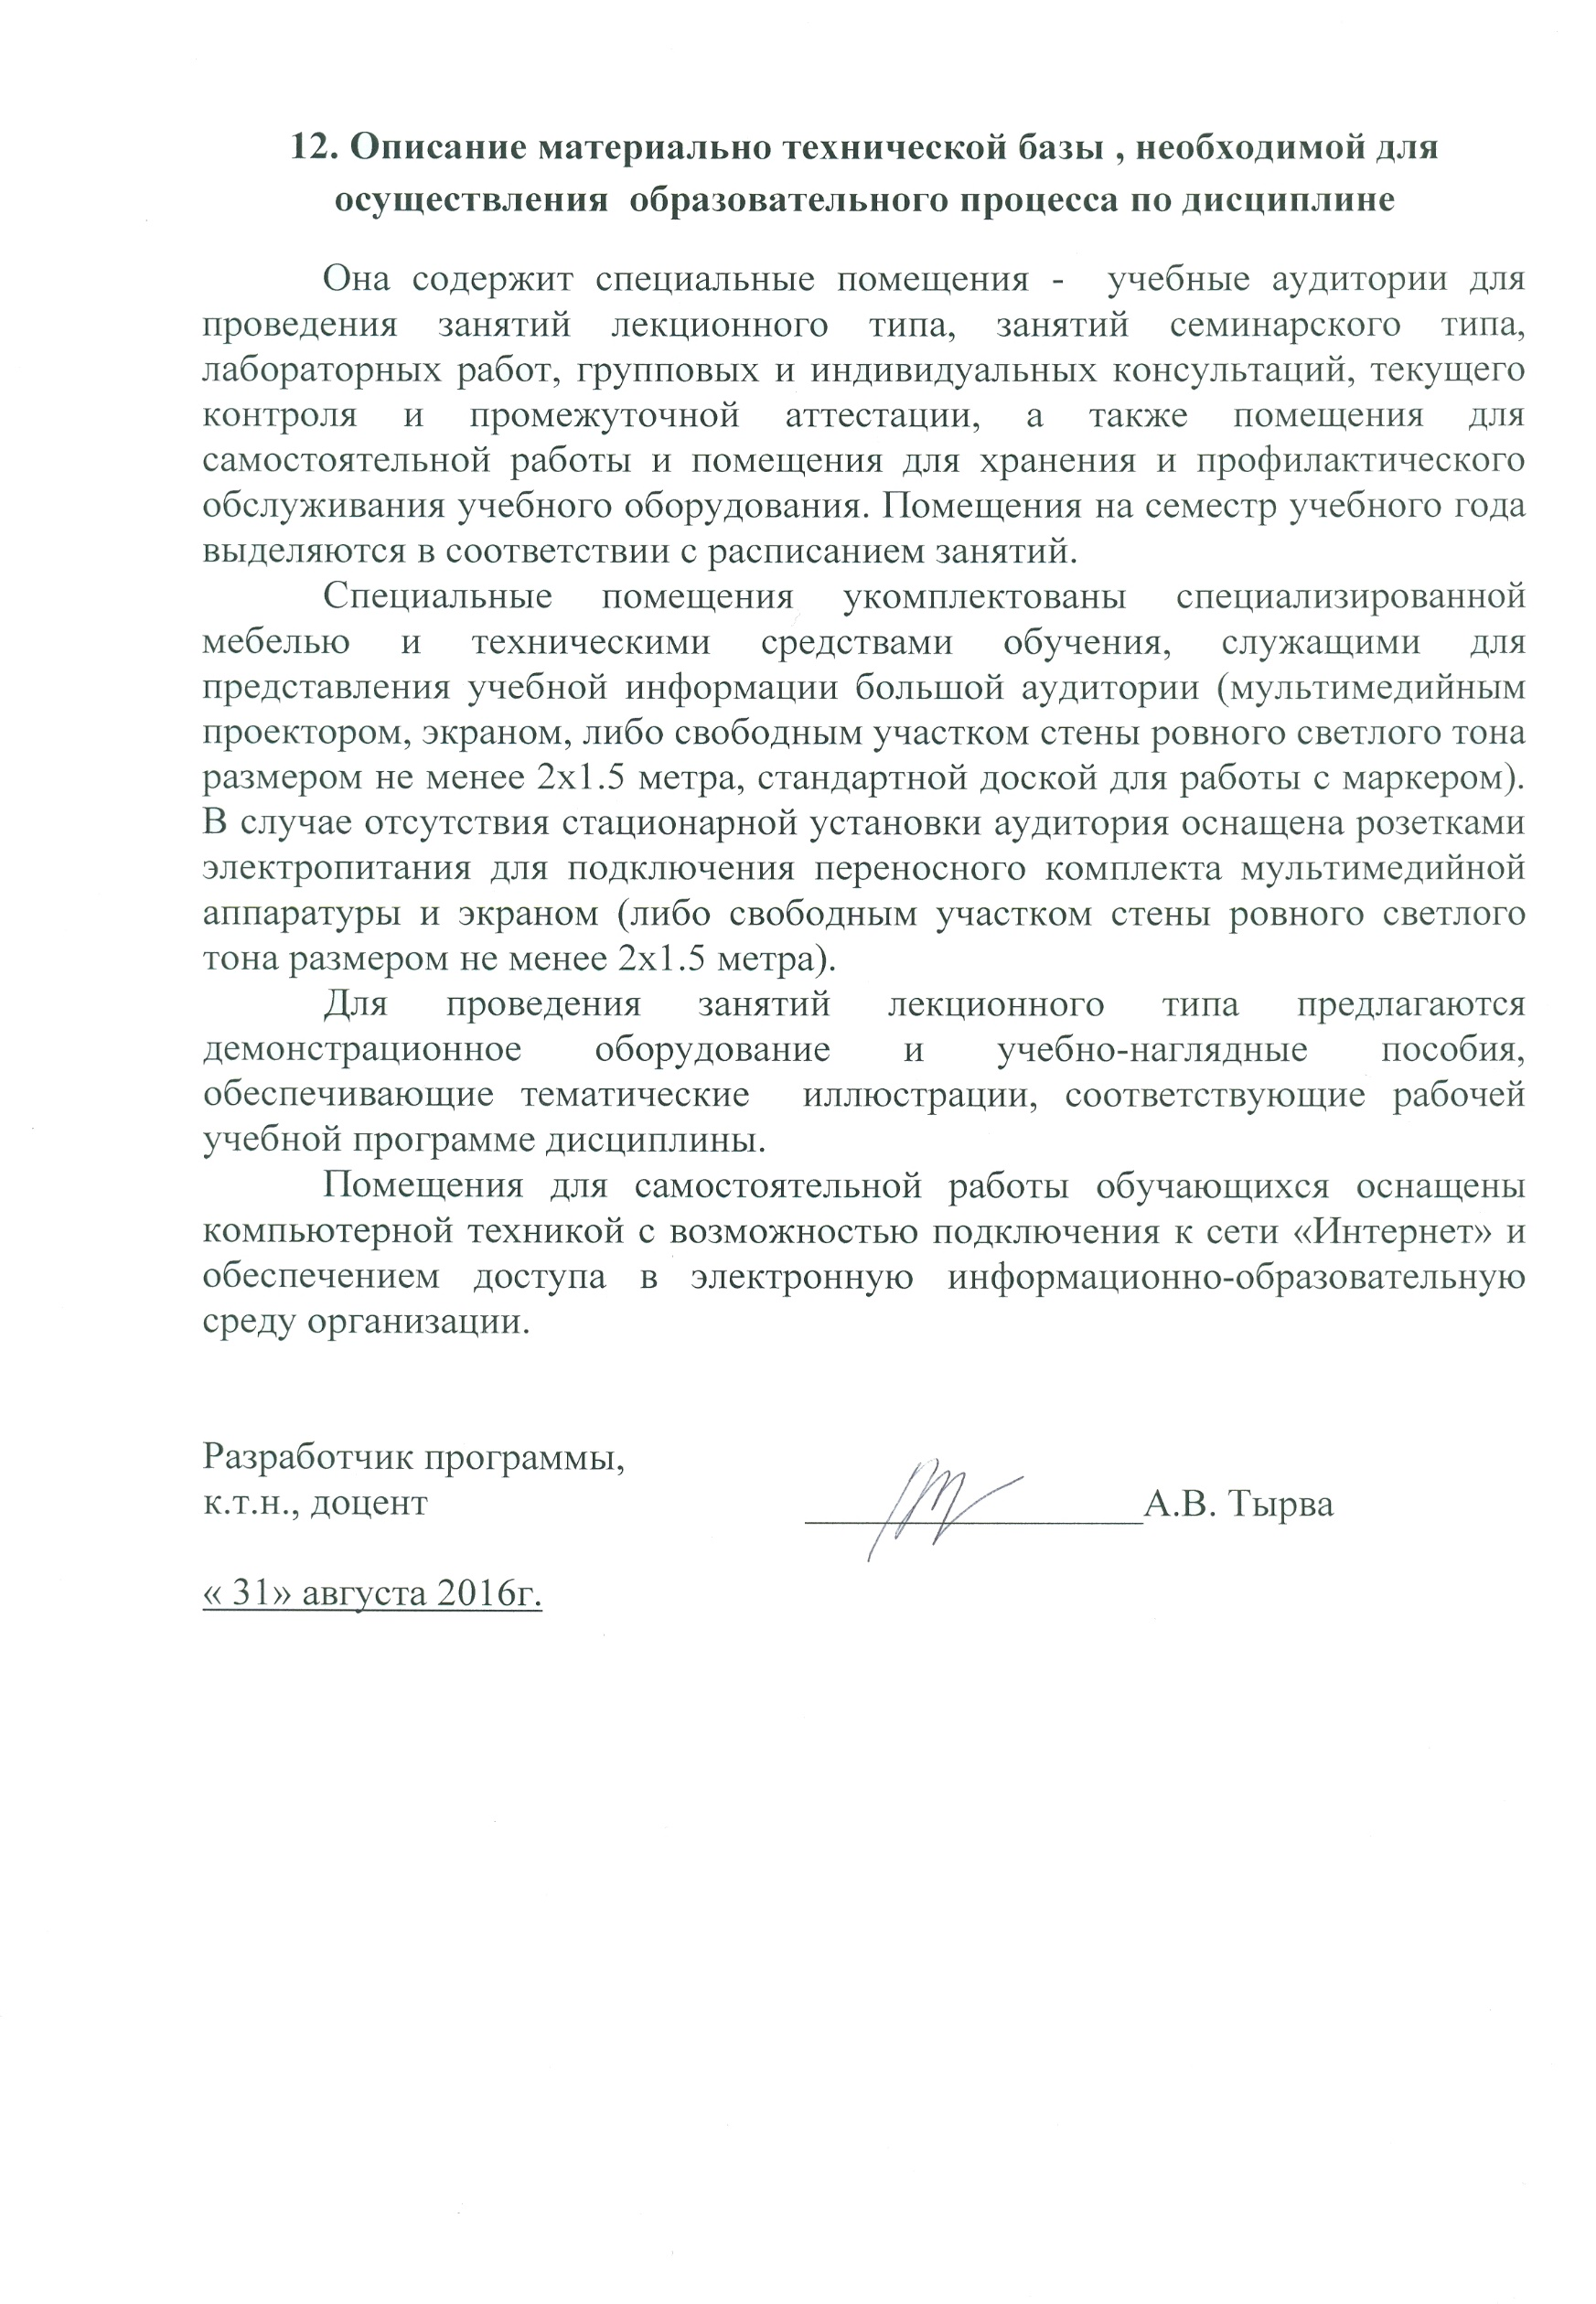 12. Описание материально технической базы , необходимой для
осуществления  образовательного процесса по дисциплине
Она содержит специальные помещения -  учебные аудитории для
проведения занятий лекционного типа, занятий семинарского типа,
лабораторных работ, групповых и индивидуальных консультаций, текущего
контроля и промежуточной аттестации, а также помещения для
самостоятельной работы и помещения для хранения и профилактического
обслуживания учебного оборудования. Помещения на семестр учебного года
выделяются в соответствии с расписанием занятий.
Специальные помещения укомплектованы специализированной
мебелью и техническими средствами обучения, служащими для
представления учебной информации большой аудитории (мультимедийным
проектором, экраном, либо свободным участком стены ровного светлого тона
размером не менее 2х1.5 метра, стандартной доской для работы с маркером).
В случае отсутствия стационарной установки аудитория оснащена розетками
электропитания для подключения переносного комплекта мультимедийной
аппаратуры и экраном (либо свободным участком стены ровного светлого
тона размером не менее 2х1.5 метра).
Для проведения занятий лекционного типа предлагаются
демонстрационное оборудование и учебно-наглядные пособия,
обеспечивающие тематические  иллюстрации, соответствующие рабочей
учебной программе дисциплины.
Помещения для самостоятельной работы обучающихся оснащены
компьютерной техникой с возможностью подключения к сети «Интернет» и
обеспечением доступа в электронную информационно-образовательную
среду организации.
Разработчик программы,
к.т.н., доцент ________________А.В. Тырва
« 31» августа 2016г.